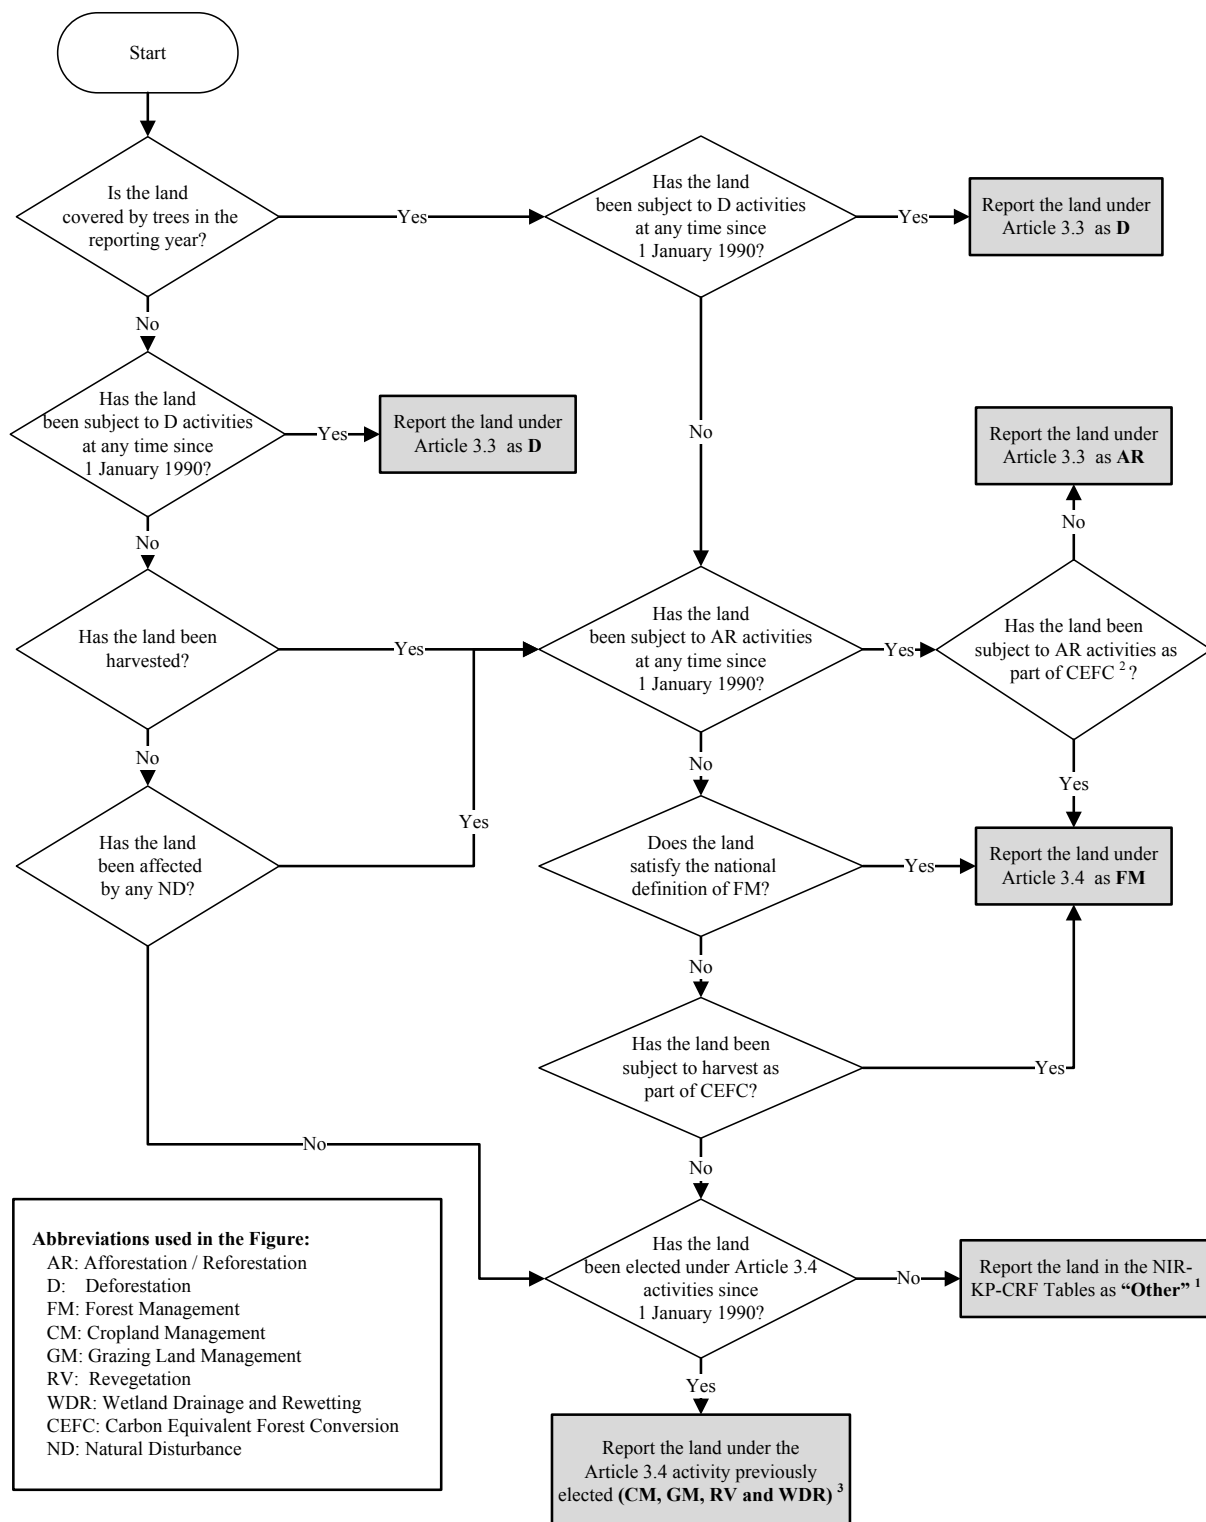 Start
Is the land
covered by trees in the
reporting year?
Yes
Has the land
been subject to D activities
at any time since
1 January 1990?
Yes
Report the land under
Article 3.3 as D
No
Has the land
been subject to D activities
at any time since
1 January 1990?
Yes
Report the land under
Article 3.3 as D
No
Report the land under
Article 3.3 as AR
No
No
Has the land been
harvested?
Yes
Has the land
been subject to AR activities
at any time since
1 January 1990?
Yes
Has the land been
subject to AR activities as
part of CEFC 2 ?
No
No
Yes
Has the land
been affected
by any ND?
Yes
Does the land
satisfy the national
definition of FM?
Yes
Report the land under
Article 3.4 as FM
No
Has the land been
subject to harvest as
part of CEFC?
Yes
No
No
Has the land
been elected under Article 3.4
activities since
1 January 1990?
No
Report the land in the NIR-
KP-CRF Tables as “Other” 1
Yes
Report the land under the
Article 3.4 activity previously
elected (CM, GM, RV and WDR) 3
Abbreviations used in the Figure:
AR: Afforestation / Reforestation
D: Deforestation
FM: Forest Management
CM: Cropland Management
GM: Grazing Land Management
RV: Revegetation
WDR: Wetland Drainage and Rewetting
CEFC: Carbon Equivalent Forest Conversion
ND: Natural Disturbance